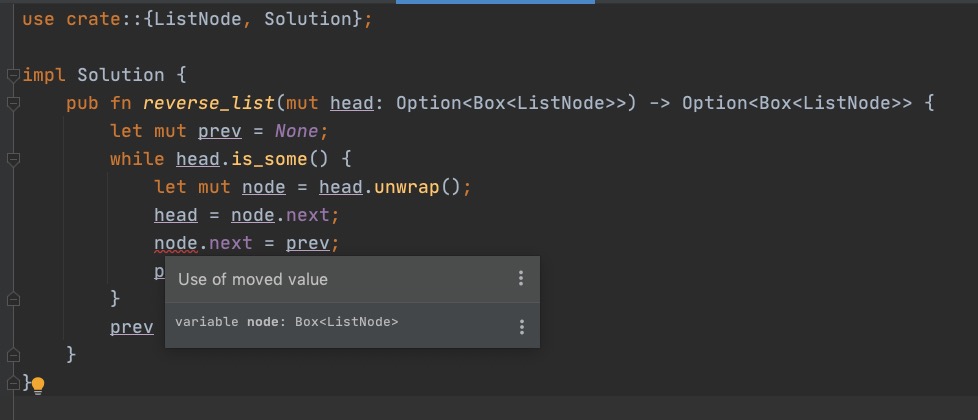 use crate::{ListNode, Solution};
impl Solution {
    pub fn reverse_list(mut head: Option<Box<ListNode>>) -> Option<Box<ListNode>> {
        let mut prev = None;
        while head.is_some() {
            let mut node = head.unwrap();
            head = node.next;
            node.next = prev;
            p
Use of moved value
variable node: Box<ListNode>
        }
        prev
    }
}